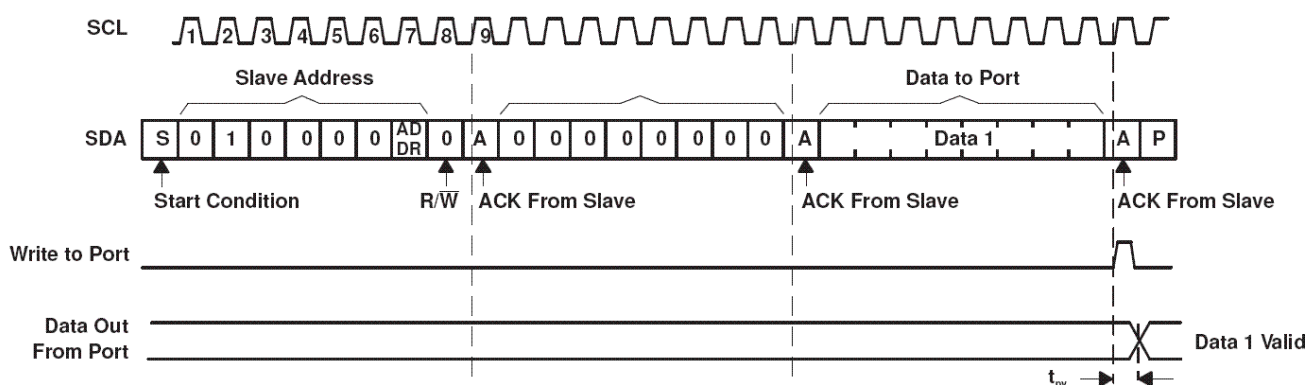 SCL 1 2 3 4 5 6 7 8 9
Slave Address Data to Port
SDA S 0 1 0 0 0 0 AD DR 0 A 0 0 0 0 0 0 0 0 A Data 1 A P
Start Condition R/W̅ ACK From Slave ACK From Slave ACK From Slave
Write to Port
Data Out
From Port Data 1 Valid
tpv